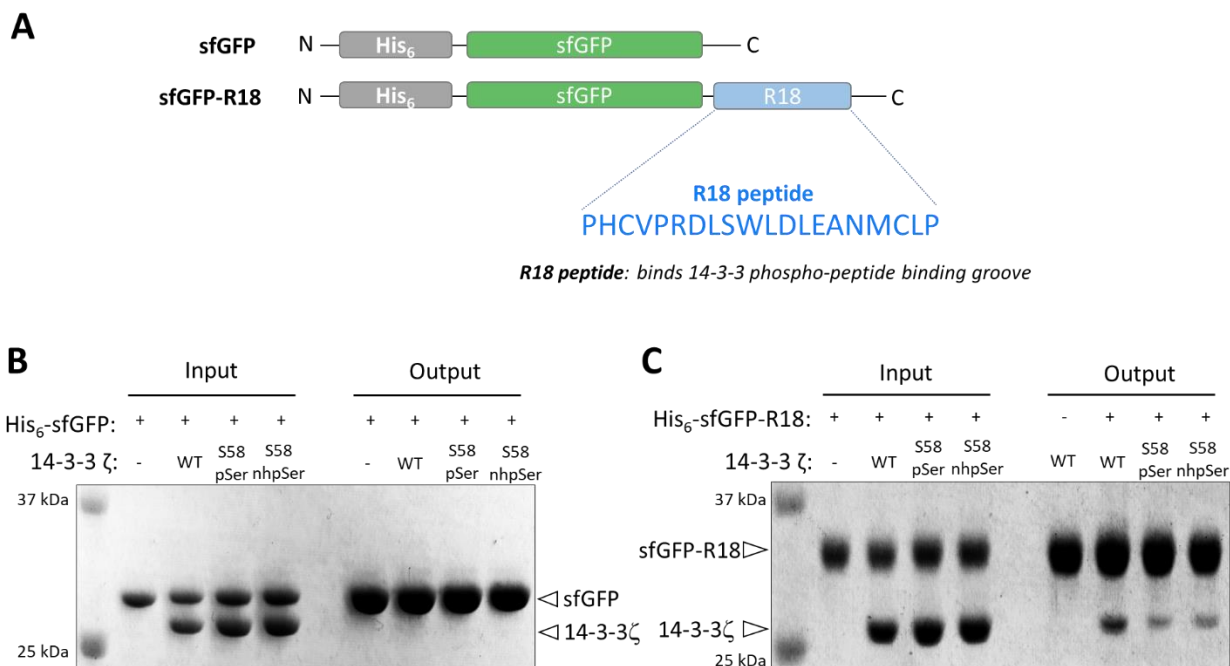 A
sfGFP N His6 sfGFP C
sfGFP-R18 N His6 sfGFP R18 C
R18 peptide
PHCVPRDLSWLDLEANMCLP
R18 peptide: binds 14-3-3 phospho-peptide binding groove
B
Input Output
His6-sfGFP: + + + + + + + +
14-3-3 ζ: - WT S58 pSer S58 nhpSer - WT S58 pSer S58 nhpSer
37 kDa
sfGFP
14-3-3ζ
25 kDa
C
Input Output
His6-sfGFP-R18: + + + + - + + +
14-3-3 ζ: - WT S58 pSer S58 nhpSer WT WT S58 pSer S58 nhpSer
37 kDa
sfGFP-R18
14-3-3ζ
25 kDa